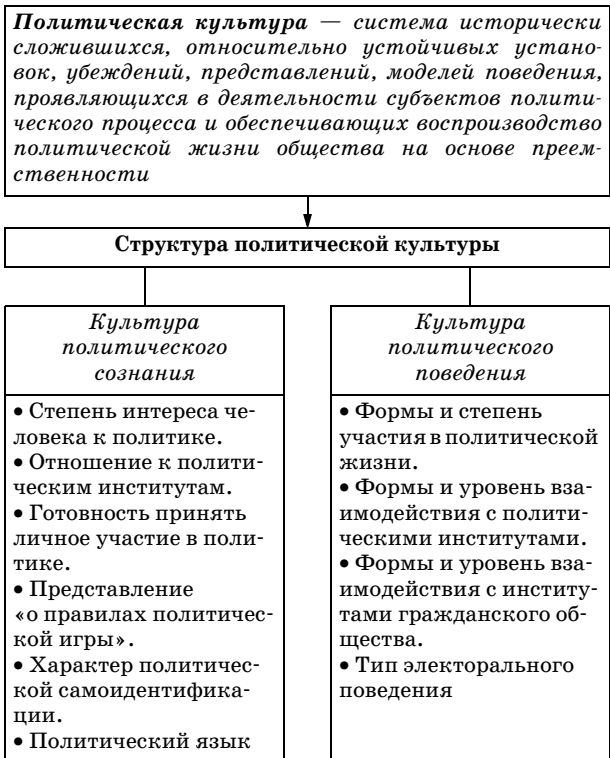 Политическая культура — система исторически
сложившихся, относительно устойчивых устано-
вок, убеждений, представлений, моделей поведения,
проявляющихся в деятельности субъектов полити-
ческого процесса и обеспечивающих воспроизводство
политической жизни общества на основе преем-
ственности
Структура политической культуры
Культура
политического
сознания
• Степень интереса че-
ловека к политике.
• Отношение к полити-
ческим институтам.
• Готовность принять
личное участие в поли-
тике.
• Представление
«о правилах политичес-
кой игры».
• Характер политичес-
кой самоидентифика-
ции.
• Политический язык
Культура
политического
поведения
• Формы и степень
участия в политической
жизни.
• Формы и уровень вза-
имодействия с полити-
ческими институтами.
• Формы и уровень вза-
имодействия с институ-
тами гражданского об-
щества.
• Тип электорального
поведения